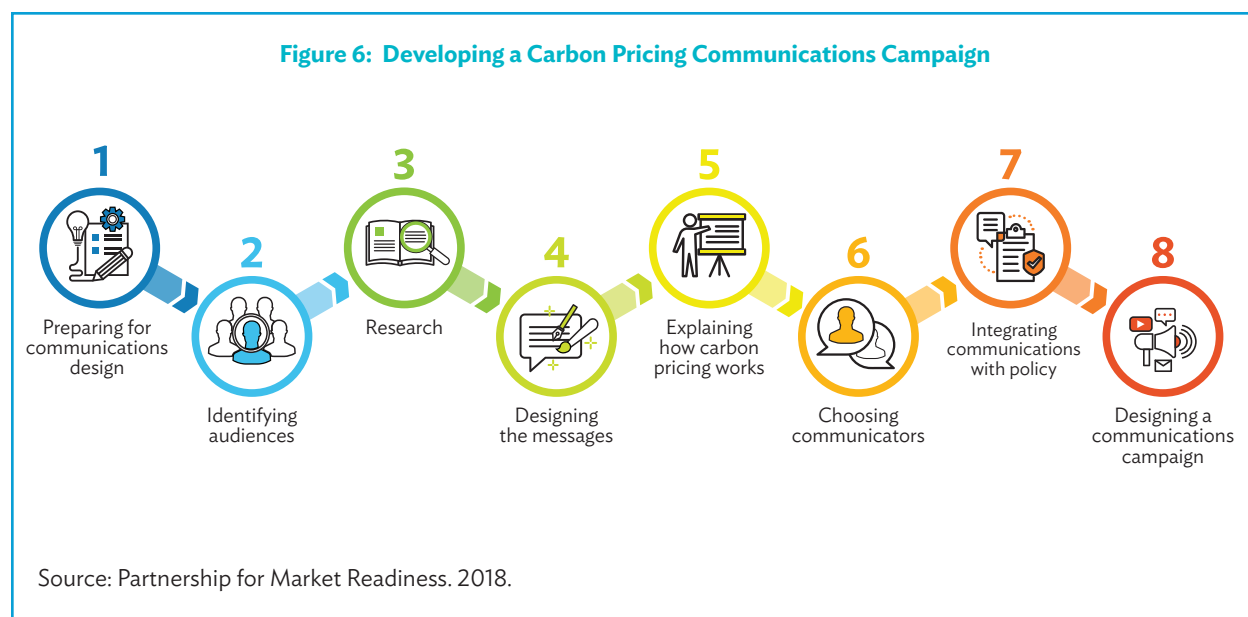 Figure 6: Developing a Carbon Pricing Communications Campaign
1
Preparing for
communications
design
2
Identifying
audiences
3
Research
4
Designing
the messages
5
Explaining
how carbon
pricing works
6
Choosing
communicators
7
Integrating
communications
with policy
8
Designing a
communications
campaign
Source: Partnership for Market Readiness. 2018.